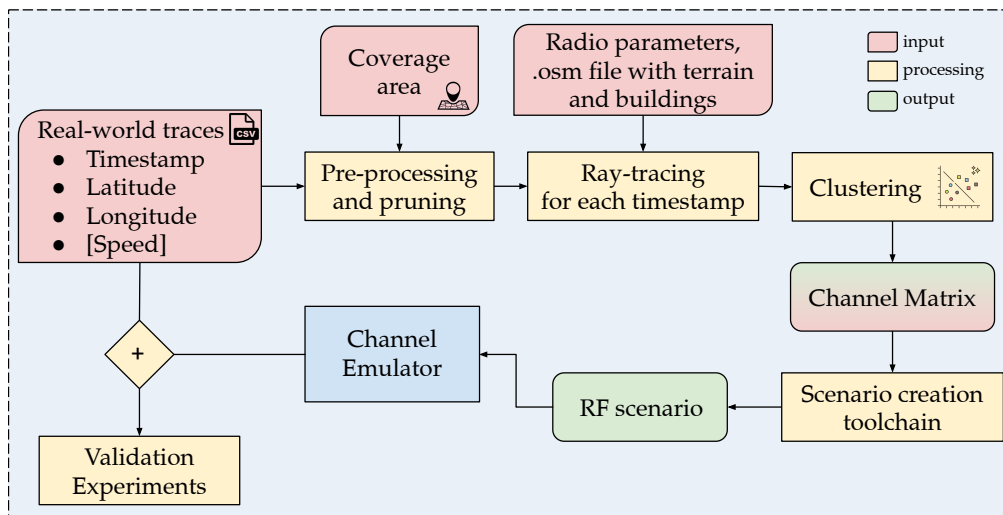 Coverage
area
Radio parameters,
.osm file with terrain
and buildings
input
processing
output
Real-world traces
CSV
● Timestamp
● Latitude
● Longitude
● [Speed]
Pre-processing
and pruning
Ray-tracing
for each timestamp
Clustering
Channel Matrix
Scenario creation
toolchain
RF scenario
Channel
Emulator
+
Validation
Experiments